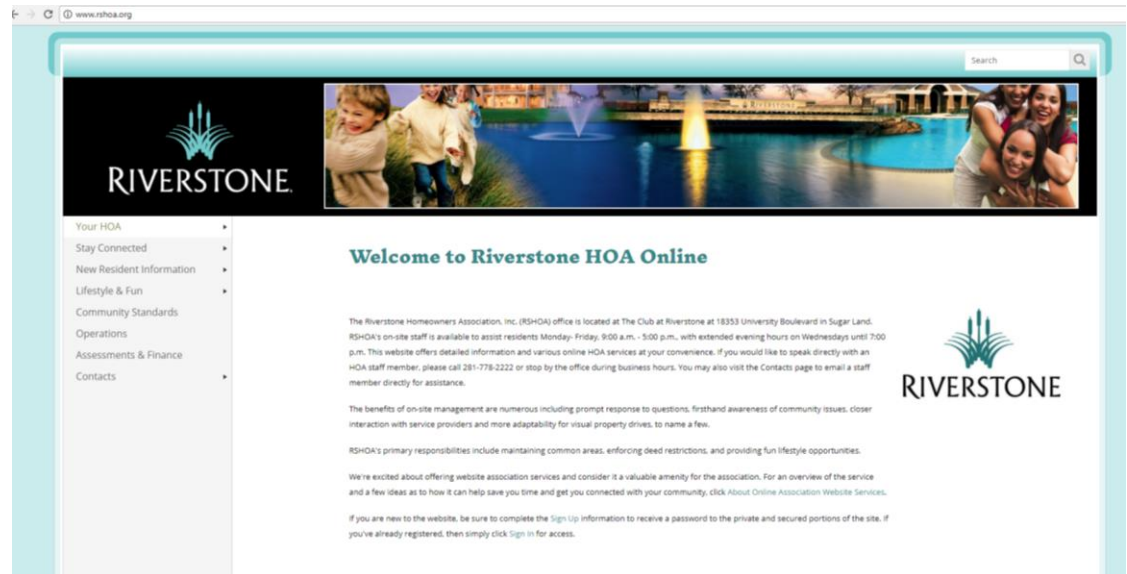 www.rshoa.org
Search
RIVERSTONE.
Your HOA
Stay Connected
New Resident Information
Lifestyle & Fun
Community Standards
Operations
Assessments & Finance
Contacts
Welcome to Riverstone HOA Online
The Riverstone Homeowners Association, Inc. (RSHOA) office is located at The Club at Riverstone at 18353 University Boulevard in Sugar Land.
RSHOA's on-site staff is available to assist residents Monday- Friday, 9:00 a.m. - 5:00 p.m., with extended evening hours on Wednesdays until 7:00
p.m. This website offers detailed information and various online HOA services at your convenience. If you would like to speak directly with an
HOA staff member, please call 281-778-2222 or stop by the office during business hours. You may also visit the Contacts page to email a staff
member directly for assistance.
The benefits of on-site management are numerous including prompt response to questions, firsthand awareness of community issues, closer
interaction with service providers and more adaptability for visual property drives, to name a few.
RSHOA's primary responsibilities include maintaining common areas, enforcing deed restrictions, and providing fun lifestyle opportunities.
We're excited about offering website association services and consider it a valuable amenity for the association. For an overview of the service
and a few ideas as to how it can help save you time and get you connected with your community, click About Online Association Website Services.
If you are new to the website, be sure to complete the Sign Up information to receive a password to the private and secured portions of the site. If
you've already registered, then simply click Sign In for access.
RIVERSTONE